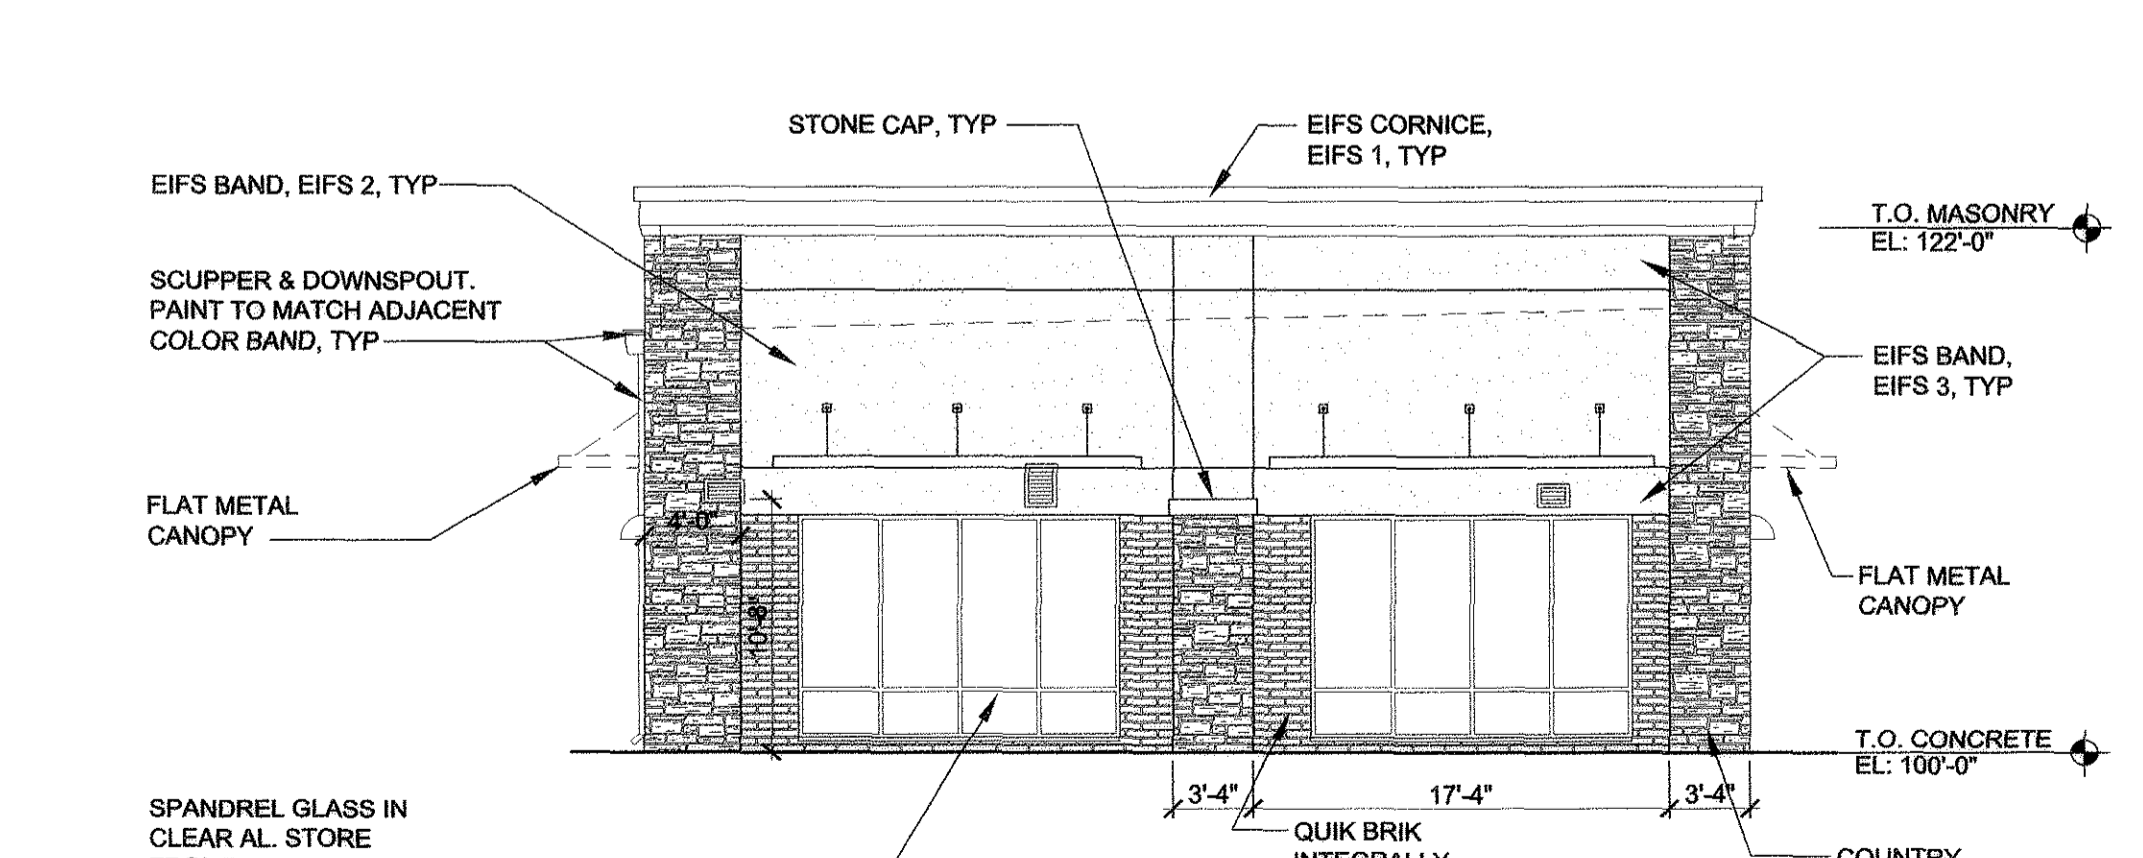 STONE CAP, TYP
EIFS CORNICE,
EIFS 1, TYP
EIFS BAND, EIFS 2, TYP
T.O. MASONRY
EL: 122'-0"
SCUPPER & DOWNSPOUT.
PAINT TO MATCH ADJACENT
COLOR BAND, TYP
EIFS BAND,
EIFS 3, TYP
FLAT METAL
CANOPY
4'-0"
10'-8"
FLAT METAL
CANOPY
T.O. CONCRETE
EL: 100'-0"
3'-4"
17'-4"
3'-4"
SPANDREL GLASS IN
CLEAR AL. STORE
QUIK BRIK
INTEGRALLY
COUNTRY